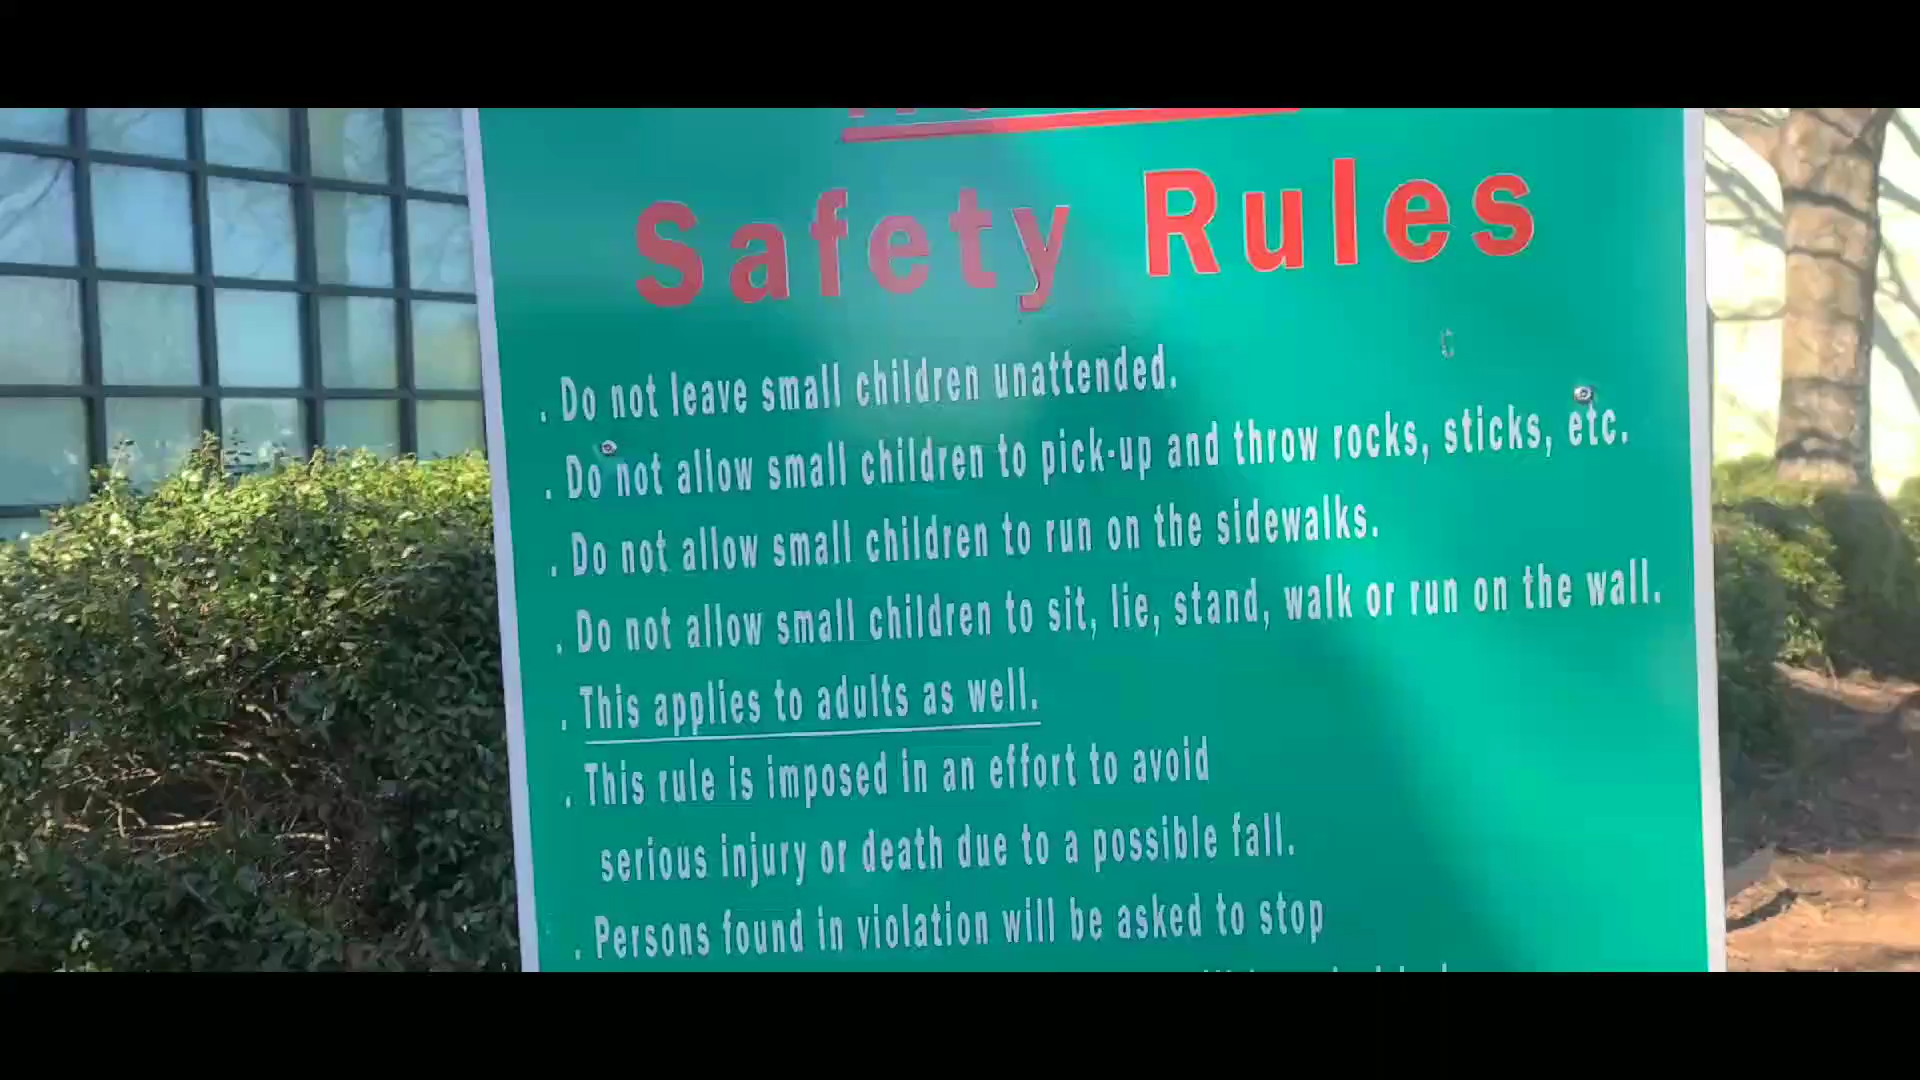 Safety Rules
. Do not leave small children unattended.
. Do not allow small children to pick-up and throw rocks, sticks, etc.
. Do not allow small children to run on the sidewalks.
. Do not allow small children to sit, lie, stand, walk or run on the wall.
. This applies to adults as well.
. This rule is imposed in an effort to avoid
serious injury or death due to a possible fall.
. Persons found in violation will be asked to stop